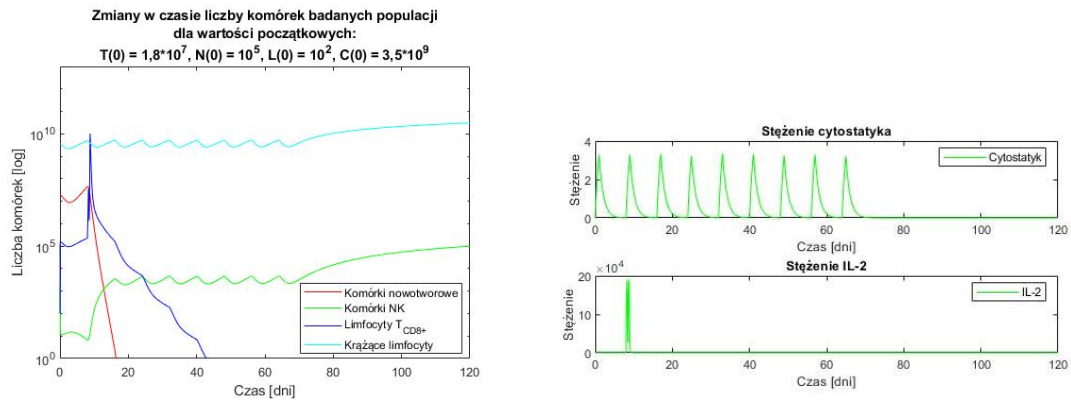 Zmiany w czasie liczby komórek badanych populacji
dla wartości początkowych:
T(0) = 1,8*10^7, N(0) = 10^5, L(0) = 10^2, C(0) = 3,5*10^9
10^10
10^5
10^0
Liczba komórek [log]
0 20 40 60 80 100 120
Czas [dni]
Komórki nowotworowe
Komórki NK
Limfocyty T_CD8+
Krążące limfocyty
Stężenie cytostatyka
4
2
0
Stężenie
Cytostatyk
0 20 40 60 80 100 120
Czas [dni]
Stężenie IL-2
×10^4
20
10
0
Stężenie
IL-2
0 20 40 60 80 100 120
Czas [dni]